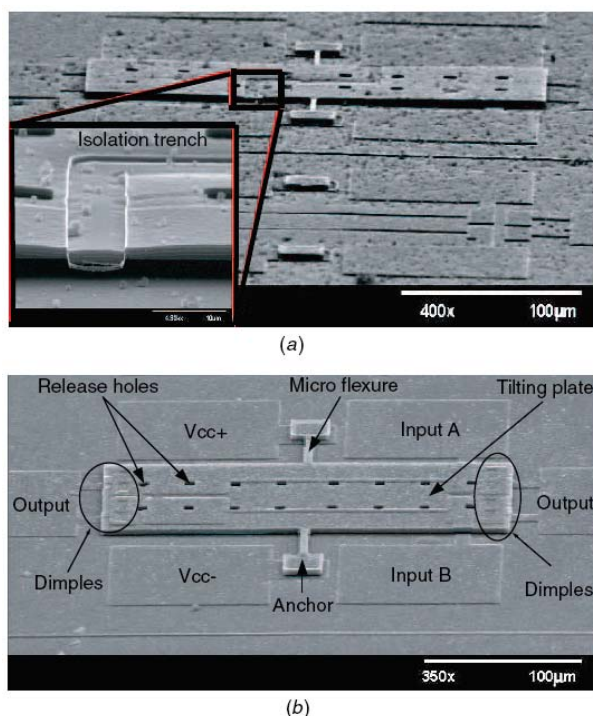 Isolation trench
10µm
400x 100µm
(a)
Release holes Micro flexure Tilting plate
Vcc+ Input A
Output Output
Dimples Vcc- Input B Dimples
Anchor
350x 100µm
(b)